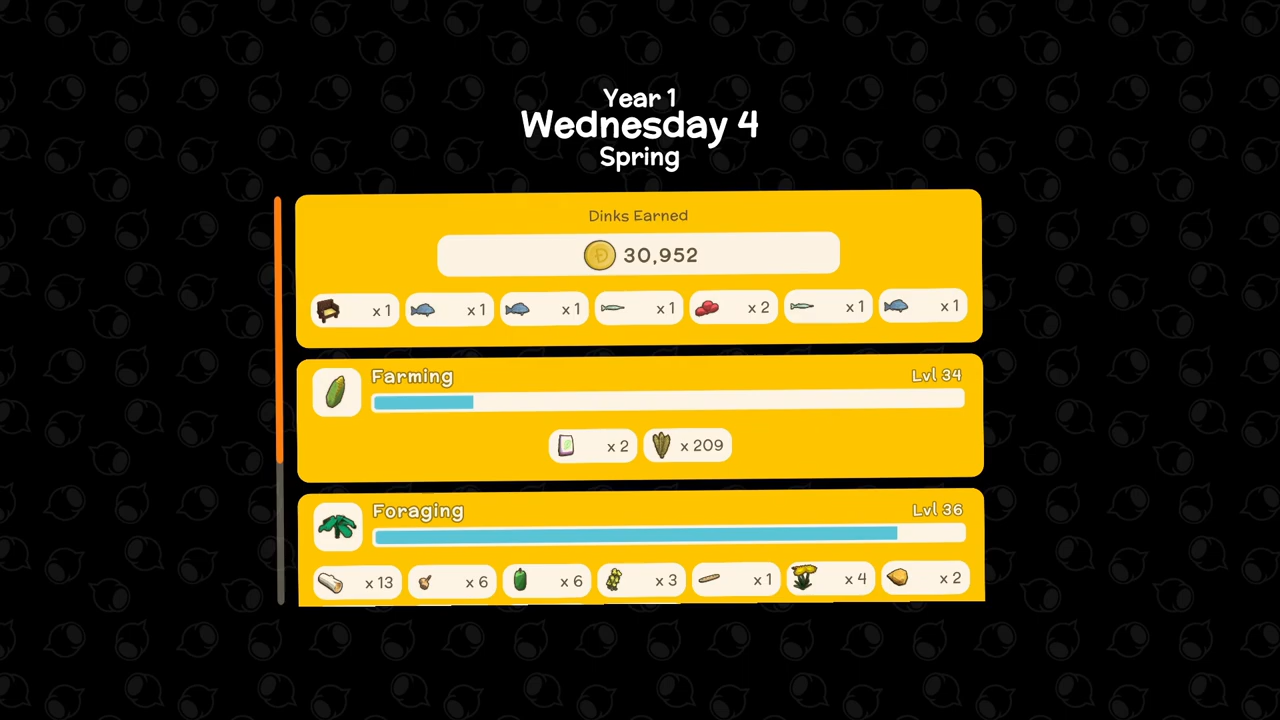 Year 1
Wednesday 4
Spring
Dinks Earned
30,952
x 1 x 1 x 1 x 1 x 2 x 1 x 1
Farming Lvl 34
x 2 x 209
Foraging Lvl 36
x 13 x 6 x 6 x 3 x 1 x 4 x 2